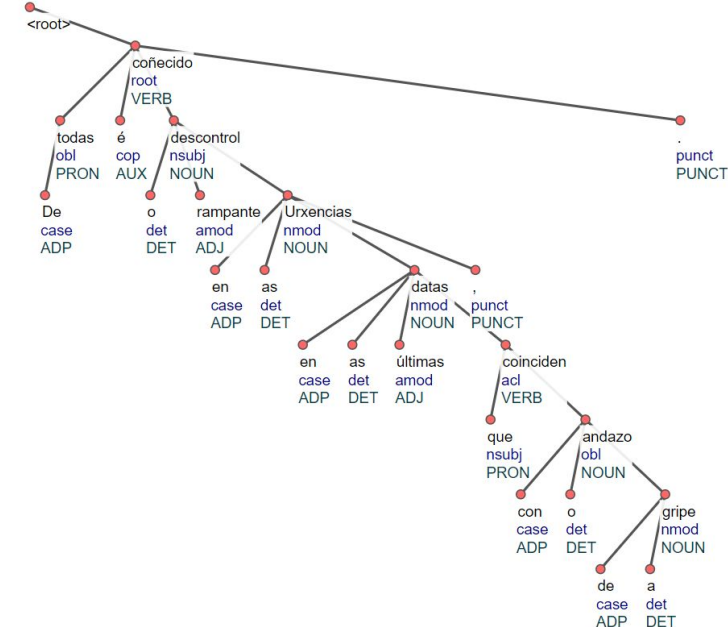 <root>
coñecido
root
VERB
todas é descontrol .
obl cop nsubj punct
PRON AUX NOUN PUNCT
De o rampante Urxencias
case det amod nmod
ADP DET ADJ NOUN
en as datas ,
case det nmod punct
ADP DET NOUN PUNCT
en as últimas coinciden
case det amod acl
ADP DET ADJ VERB
que andazo
nsubj obl
PRON NOUN
con o gripe
case det nmod
ADP DET NOUN
de a
case det
ADP DET